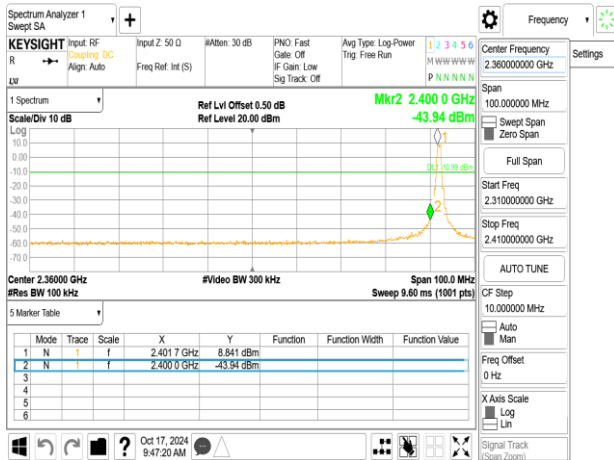 Spectrum Analyzer 1
Swept SA
Frequency
KEYSIGHT
R
LXI
Input: RF
Coupling: DC
Align: Auto
Input Z: 50 Ω
Freq Ref: Int (S)
#Atten: 30 dB
PNO: Fast
Gate: Off
IF Gain: Low
Sig Track: Off
Avg Type: Log-Power
Trig: Free Run
1 2 3 4 5 6
M W W W W W
P N N N N N
1 Spectrum
Scale/Div 10 dB
Ref Lvl Offset 0.50 dB
Ref Level 20.00 dBm
Mkr2 2.400 0 GHz
-43.94 dBm
Log
10.0
0.00
-10.0
-20.0
-30.0
-40.0
-50.0
-60.0
-70.0
1
2
Center 2.36000 GHz
#Res BW 100 kHz
#Video BW 300 kHz
Span 100.0 MHz
Sweep 9.60 ms (1001 pts)
5 Marker Table
Mode Trace Scale X Y Function Function Width Function Value
1 N 1 f 2.401 7 GHz 8.841 dBm
2 N 1 f 2.400 0 GHz -43.94 dBm
3
4
5
6
Oct 17, 2024
9:47:20 AM
?
Center Frequency
2.360000000 GHz
Settings
Span
100.000000 MHz
Swept Span
Zero Span
Full Span
Start Freq
2.310000000 GHz
Stop Freq
2.410000000 GHz
AUTO TUNE
CF Step
10.000000 MHz
Auto
Man
Freq Offset
0 Hz
X Axis Scale
Log
Lin
Signal Track
(Span Zoom)